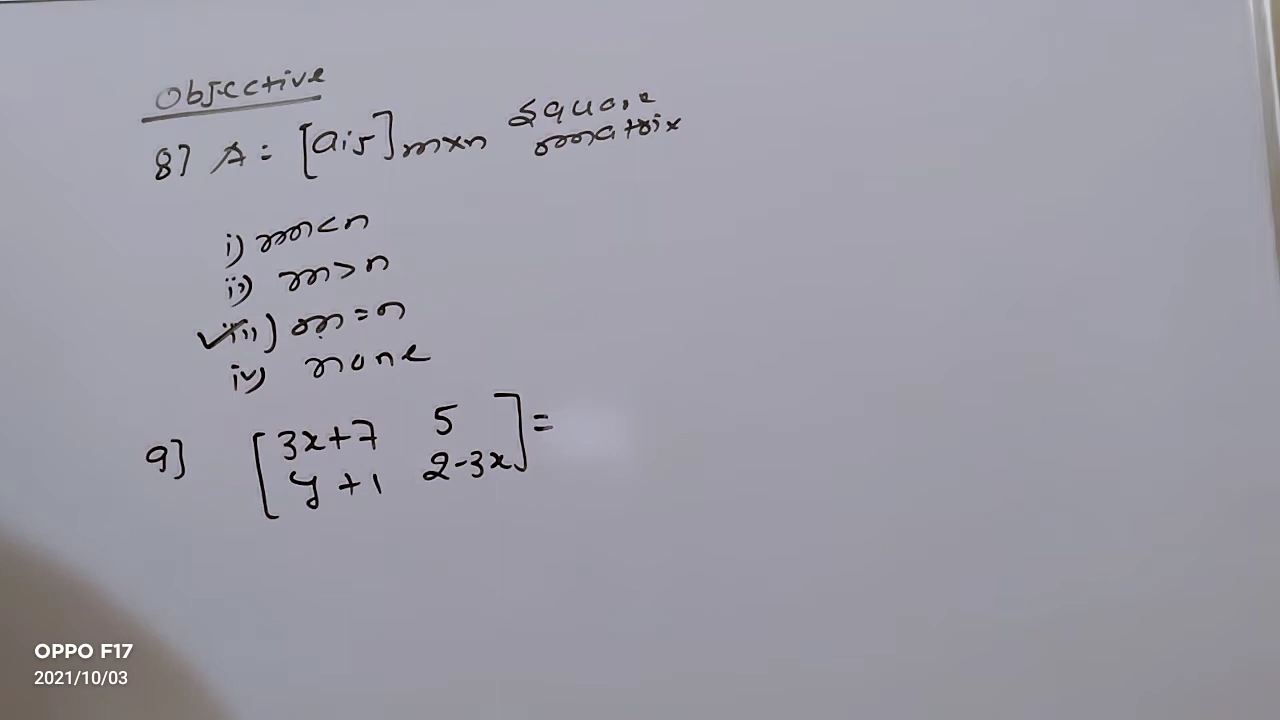 Objective
8] A = [aij]m×n square matrix
i) m<n
ii) m>n
iii) m=n
iv) none
9] [3x+7 5
y+1 2-3x] =
OPPO F17
2021/10/03